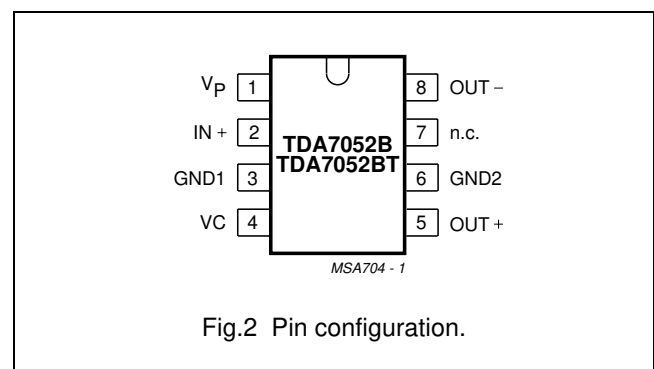 VP 1 8 OUT −
IN + 2 7 n.c.
TDA7052B
TDA7052BT
GND1 3 6 GND2
VC 4 5 OUT +
MSA704 - 1
Fig.2 Pin configuration.